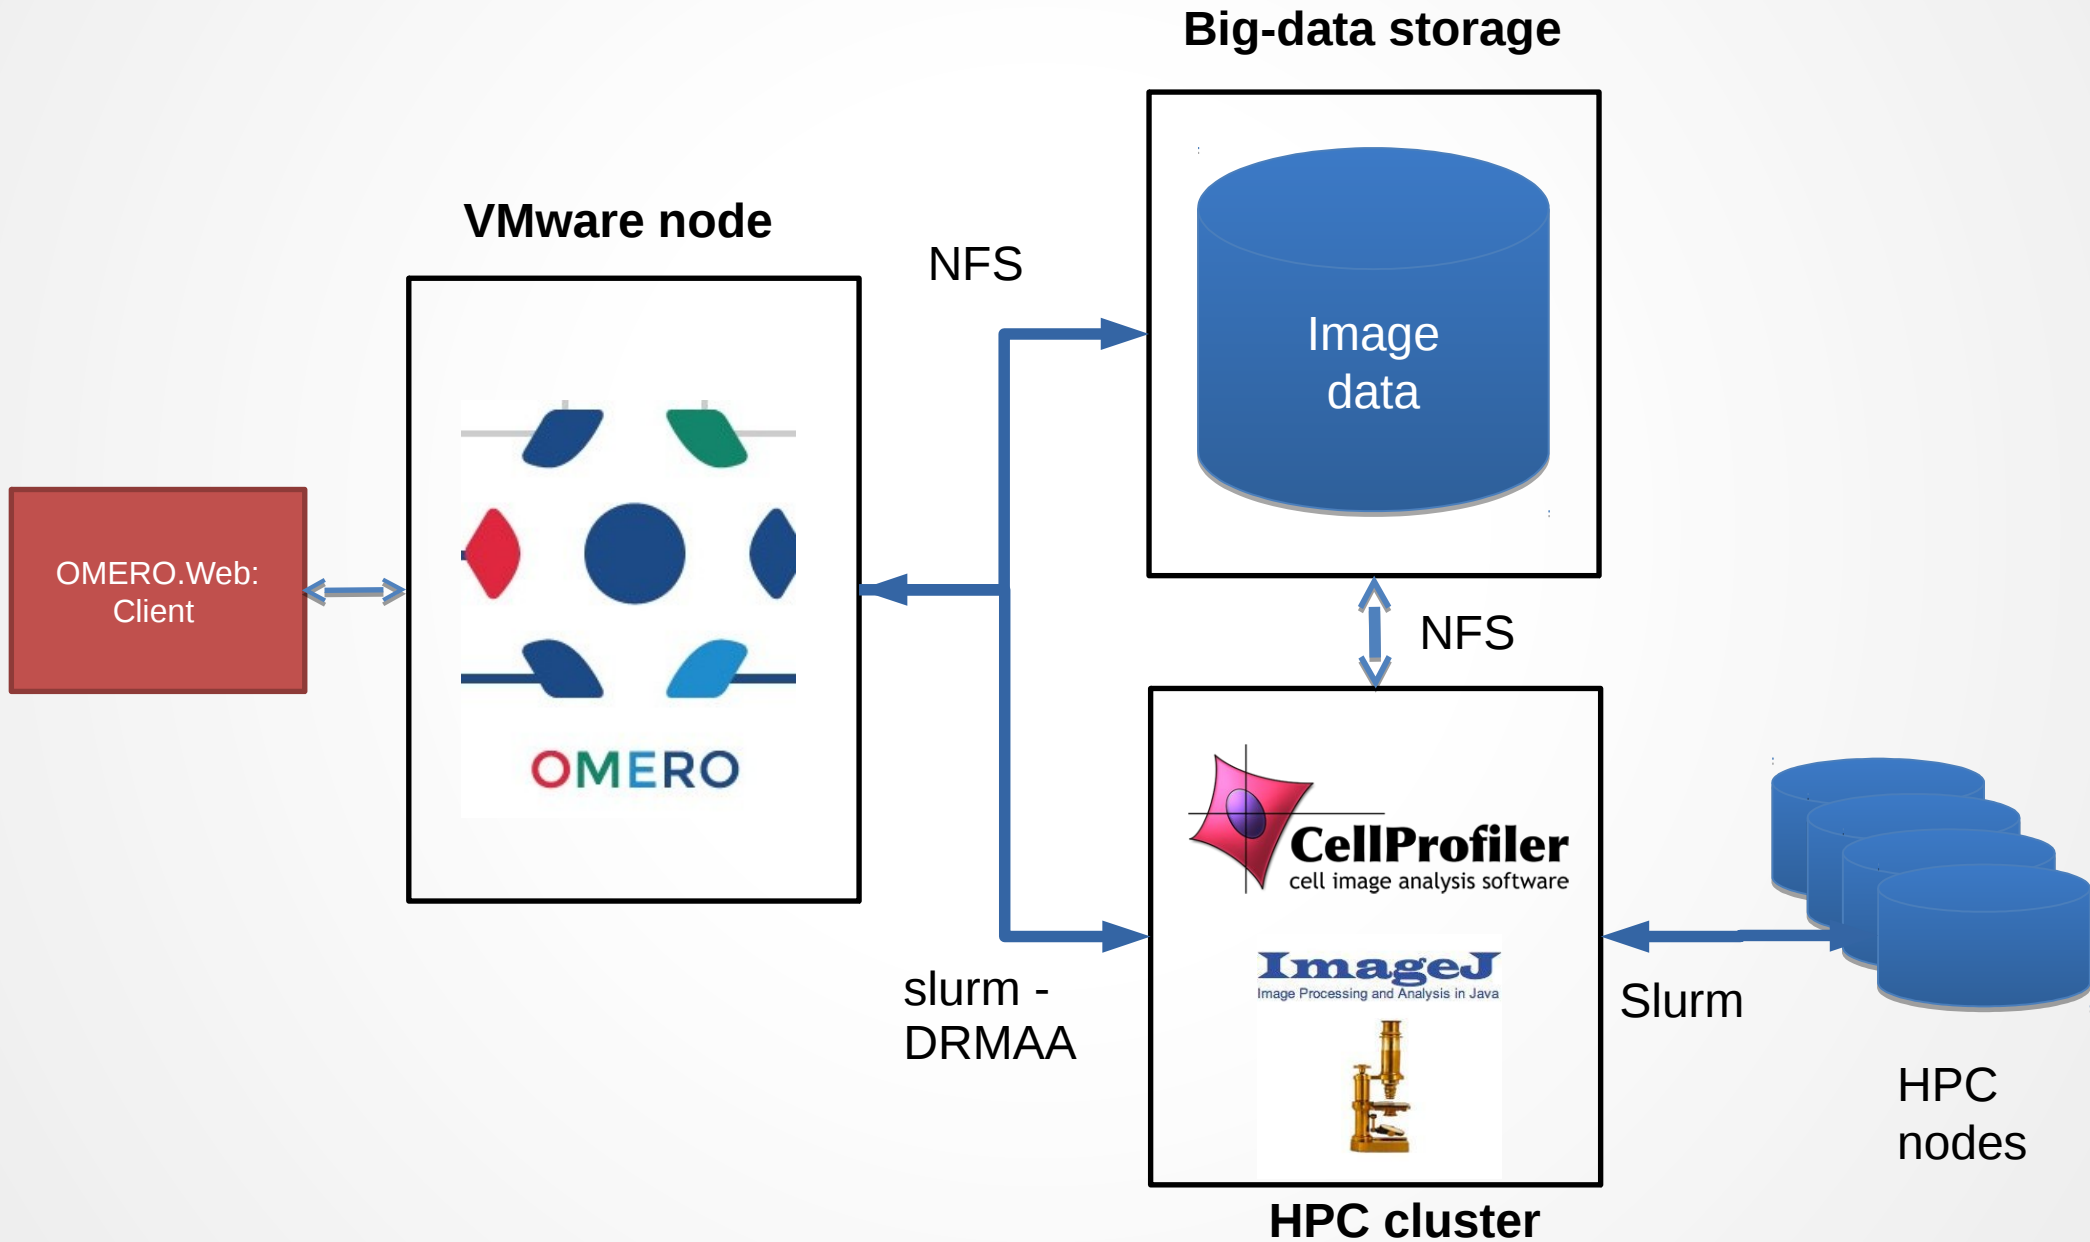 Big-data storage
VMware node
NFS
Image
data
OMERO.Web:
Client
NFS
OMERO
CellProfiler
cell image analysis software
ImageJ
Image Processing and Analysis in Java
slurm -
DRMAA
Slurm
HPC
nodes
HPC cluster